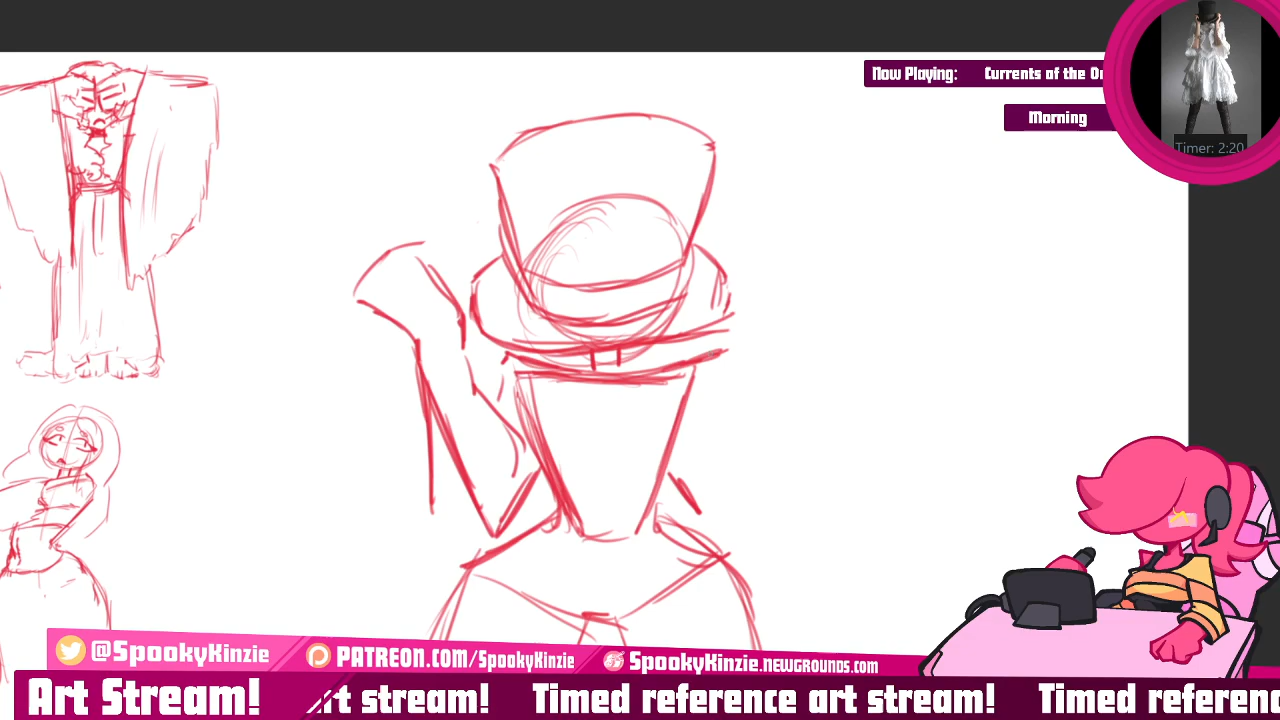 Now Playing: Currents of the
Morning
Timer: 2:20
@SpookyKinzie
PATREON.COM/SpookyKinzie
SpookyKinzie.NEWGROUNDS.com
Art Stream!
rt stream! Timed reference art stream! Timed referenc